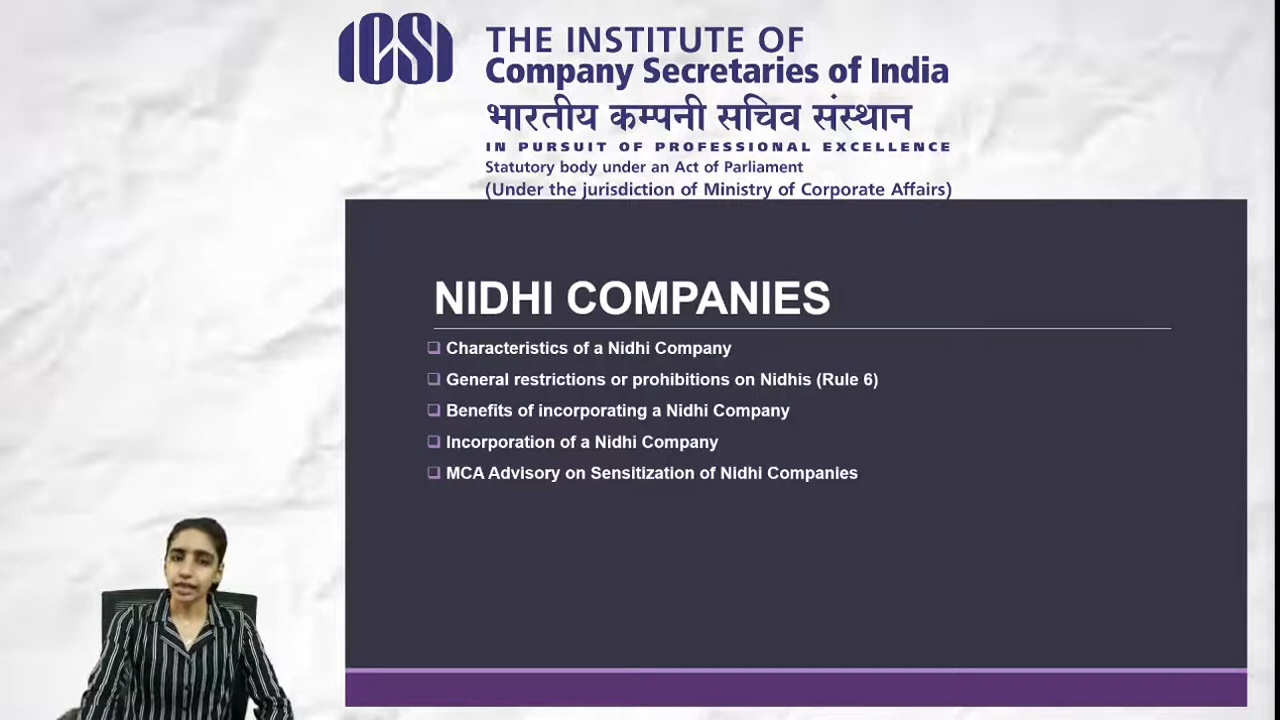 ICSI
THE INSTITUTE OF
Company Secretaries of India
भारतीय कम्पनी सचिव संस्थान
IN PURSUIT OF PROFESSIONAL EXCELLENCE
Statutory body under an Act of Parliament
(Under the jurisdiction of Ministry of Corporate Affairs)
NIDHI COMPANIES
Characteristics of a Nidhi Company
General restrictions or prohibitions on Nidhis (Rule 6)
Benefits of incorporating a Nidhi Company
Incorporation of a Nidhi Company
MCA Advisory on Sensitization of Nidhi Companies